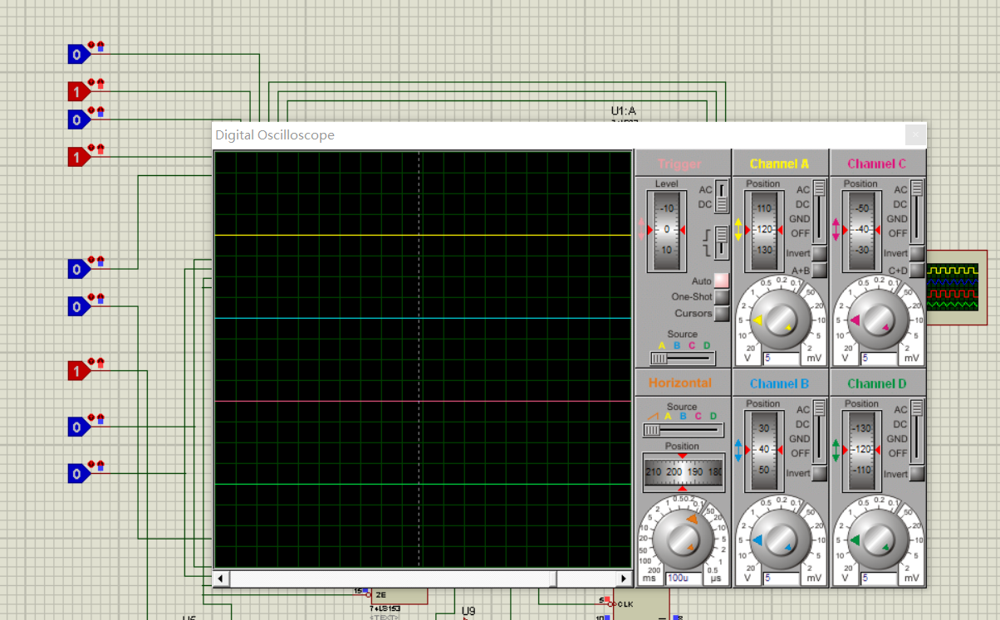 0
1
0
1
0
0
1
0
0
U1:A
Digital Oscilloscope
Trigger
Level
-10
0
10
AC
DC
Auto
One-Shot
Cursors
Source
A B C D
Channel A
Position
110
120
130
AC
DC
GND
OFF
Invert
A+B
0.5 0.2 0.1
1 50
2 20
5 10
10 5
20 2
V 5 mV
Channel C
Position
-50
-40
-30
AC
DC
GND
OFF
Invert
C+D
0.5 0.2 0.1
1 50
2 20
5 10
10 5
20 2
V 5 mV
Horizontal
Source
A B C D
Position
210 200 190 180
1 0.5 0.2 0.1
2 50
5 20
10 10
20 5
50 2
100 1
200 0.5
ms 100u µs
Channel B
Position
30
40
50
AC
DC
GND
OFF
Invert
0.5 0.2 0.1
1 50
2 20
5 10
10 5
20 2
V 5 mV
Channel D
Position
-130
-120
-110
AC
DC
GND
OFF
Invert
0.5 0.2 0.1
1 50
2 20
5 10
10 5
20 2
V 5 mV
15
2E
74LS153
<TEXT>
U9
5
CLK